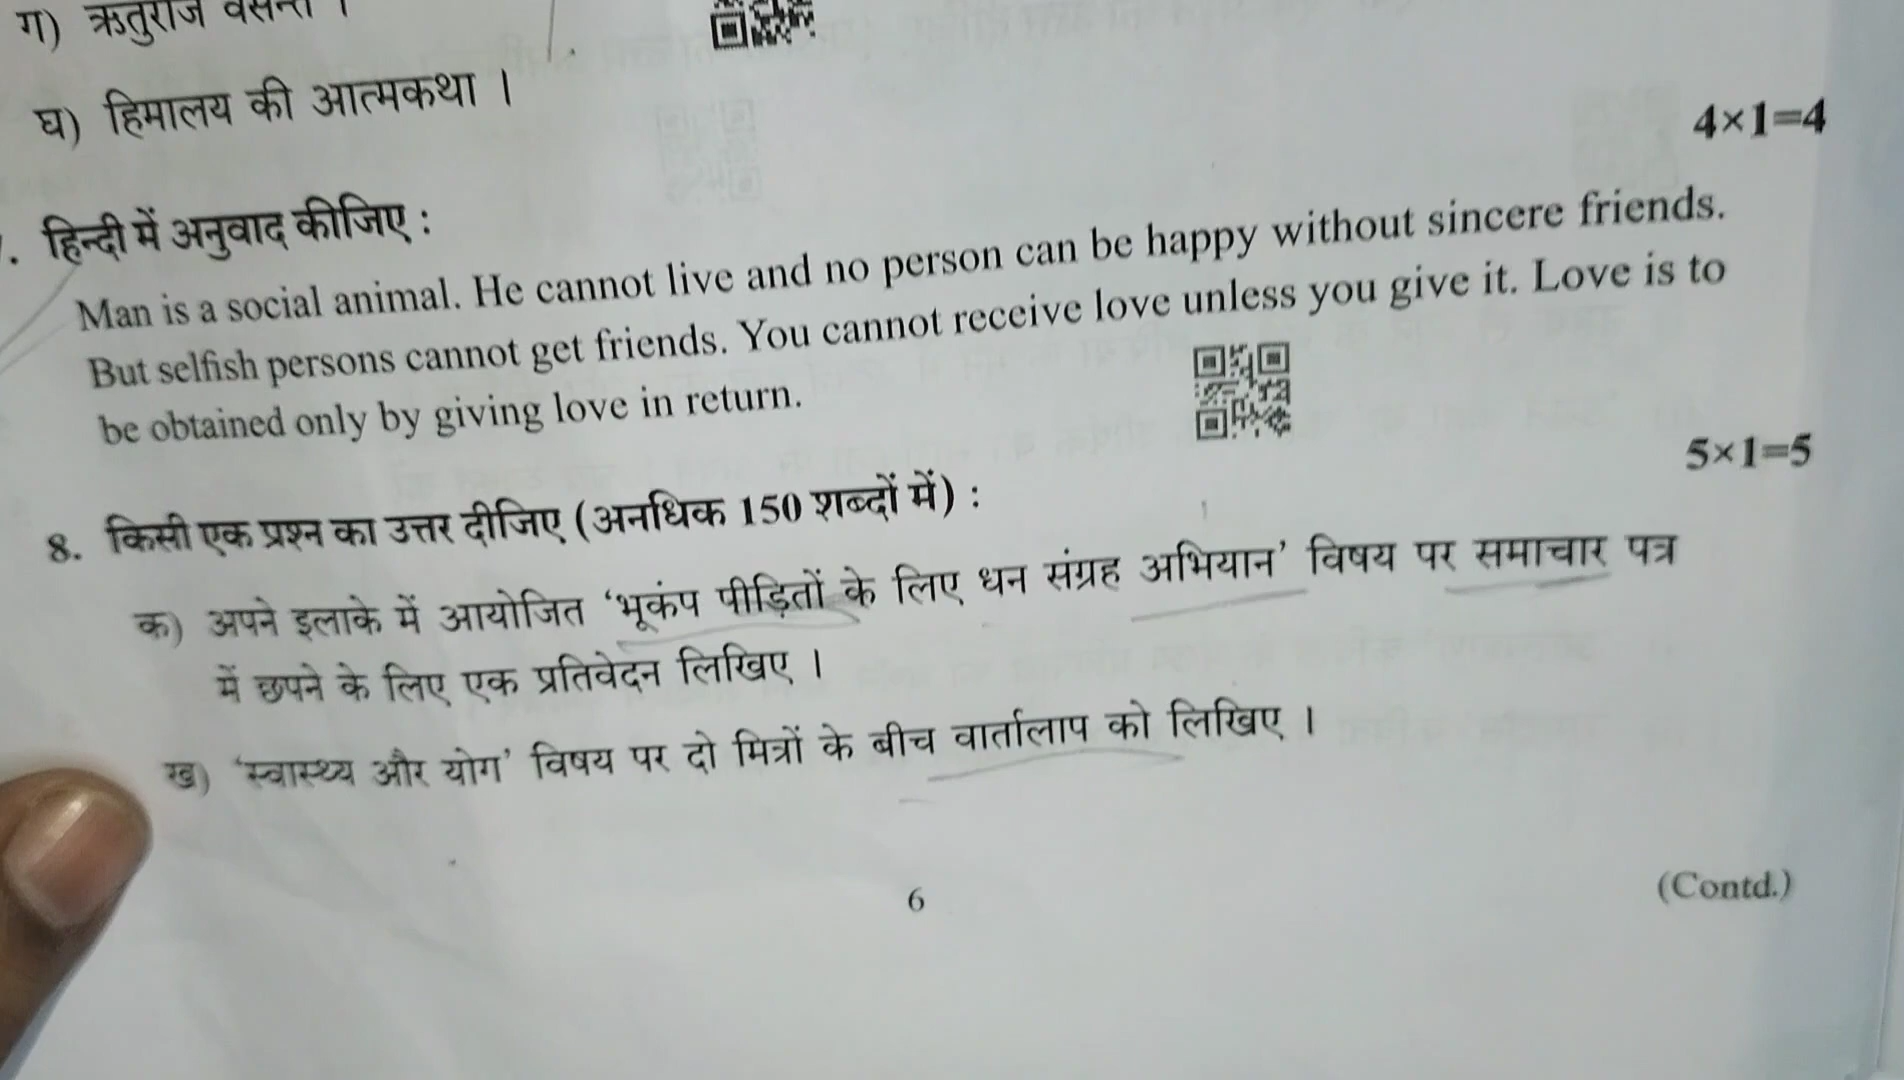 ग) ऋतुराज वसन्त ।
घ) हिमालय की आत्मकथा ।
4×1=4
. हिन्दी में अनुवाद कीजिए :
Man is a social animal. He cannot live and no person can be happy without sincere friends.
But selfish persons cannot get friends. You cannot receive love unless you give it. Love is to
be obtained only by giving love in return.
5×1=5
8. किसी एक प्रश्न का उत्तर दीजिए (अनधिक 150 शब्दों में) :
क) अपने इलाके में आयोजित ‘भूकंप पीड़ितों के लिए धन संग्रह अभियान’ विषय पर समाचार पत्र
में छपने के लिए एक प्रतिवेदन लिखिए ।
ख) ‘स्वास्थ्य और योग’ विषय पर दो मित्रों के बीच वार्तालाप को लिखिए ।
6
(Contd.)